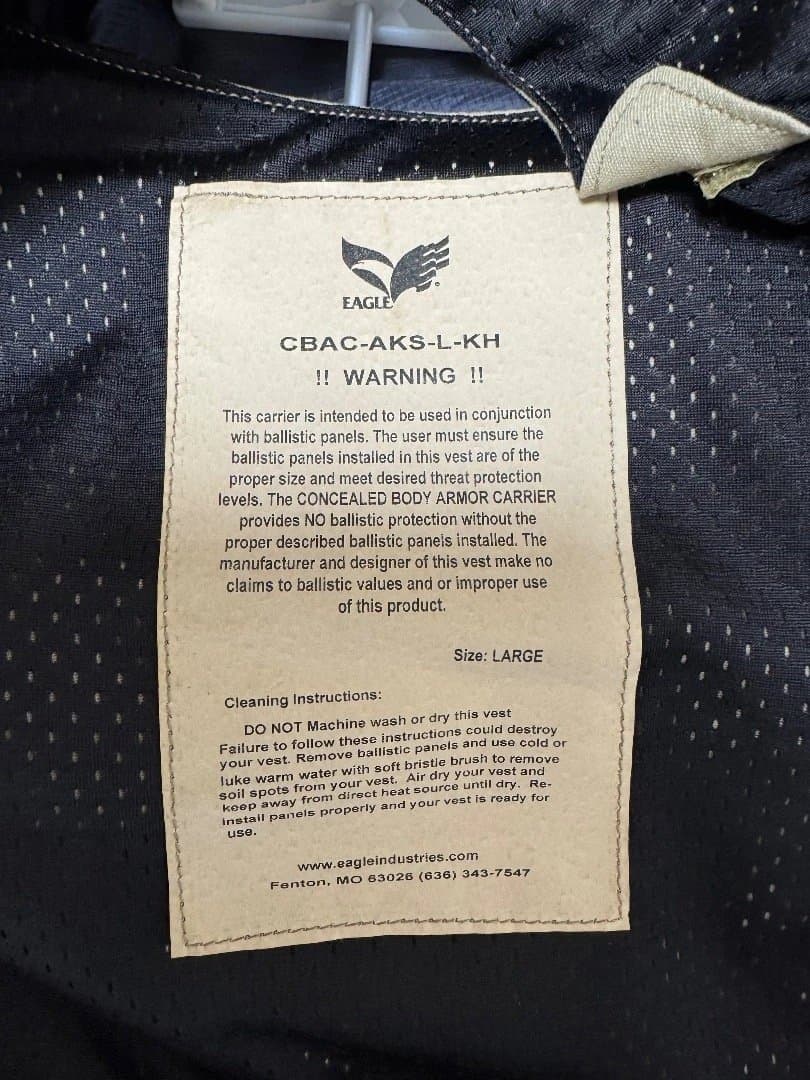 EAGLE
CBAC-AKS-L-KH
!! WARNING !!
This carrier is intended to be used in conjunction
with ballistic panels. The user must ensure the
ballistic panels installed in this vest are of the
proper size and meet desired threat protection
levels. The CONCEALED BODY ARMOR CARRIER
provides NO ballistic protection without the
proper described ballistic panels installed. The
manufacturer and designer of this vest make no
claims to ballistic values and or improper use
of this product.
Size: LARGE
Cleaning Instructions:
DO NOT Machine wash or dry this vest
Failure to follow these instructions could destroy
your vest. Remove ballistic panels and use cold or
luke warm water with soft bristle brush to remove
soil spots from your vest. Air dry your vest and
keep away from direct heat source until dry. Re-
install panels properly and your vest is ready for
use.
www.eagleindustries.com
Fenton, MO 63026 (636) 343-7547